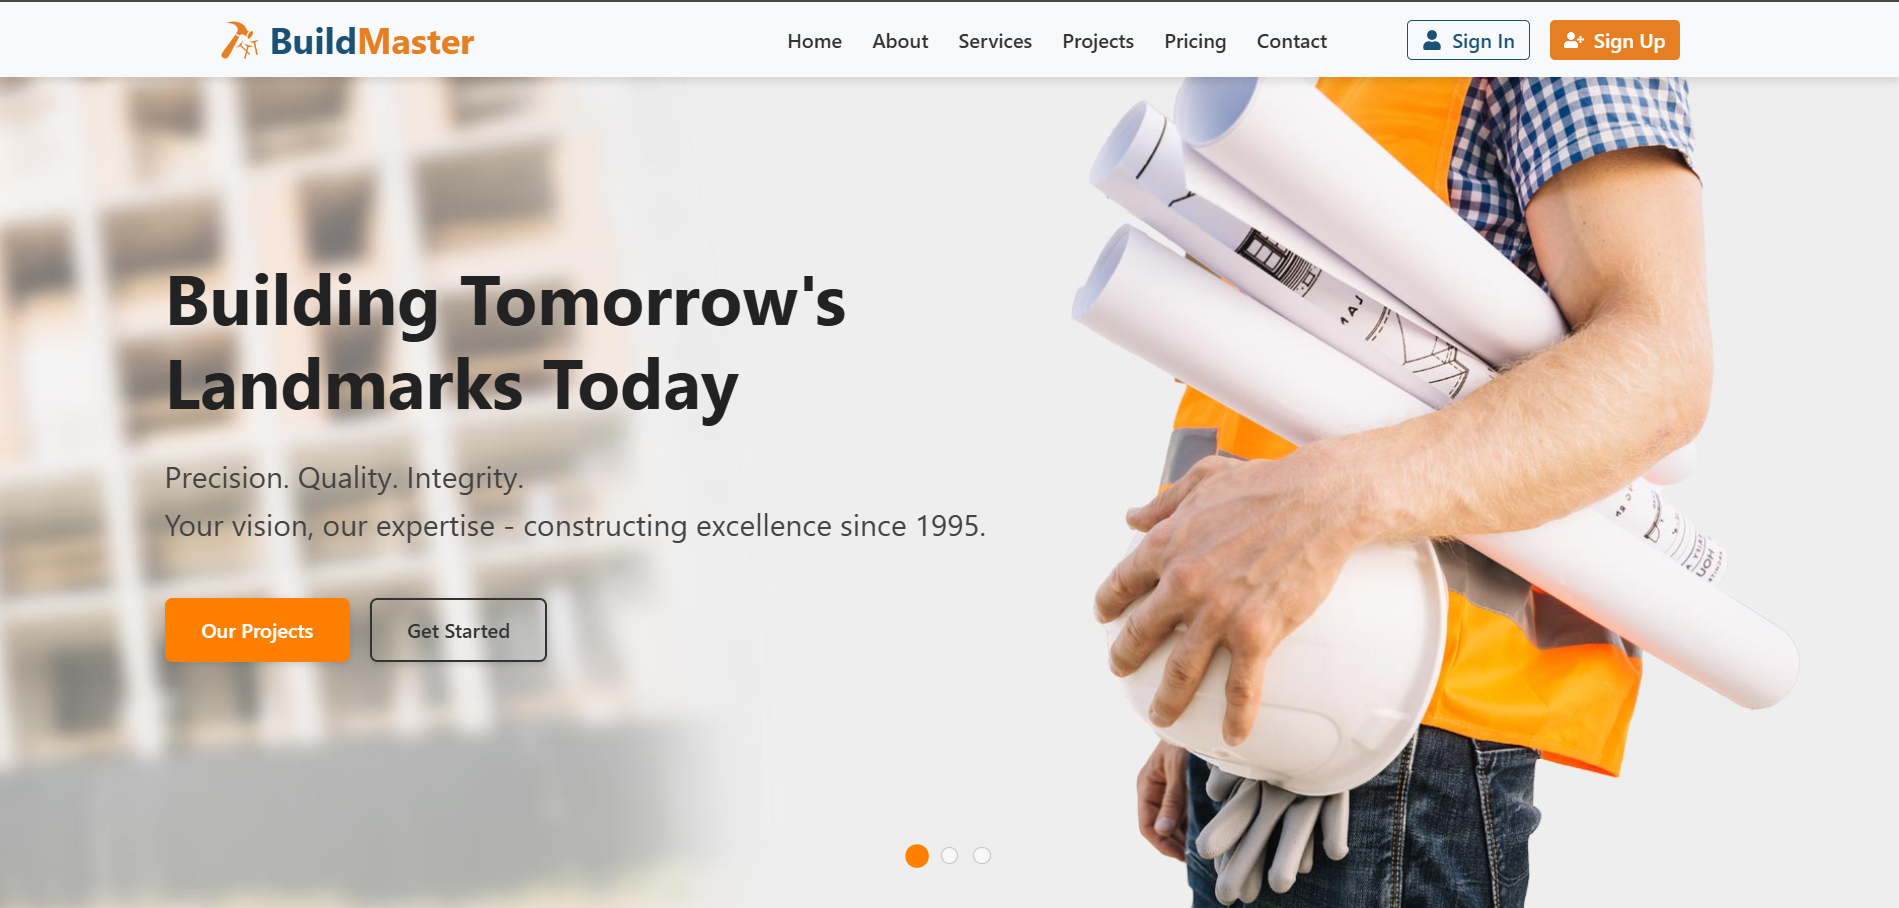 BuildMaster
Home
About
Services
Projects
Pricing
Contact
Sign In
Sign Up
Building Tomorrow's
Landmarks Today
Precision. Quality. Integrity.
Your vision, our expertise - constructing excellence since 1995.
Our Projects
Get Started